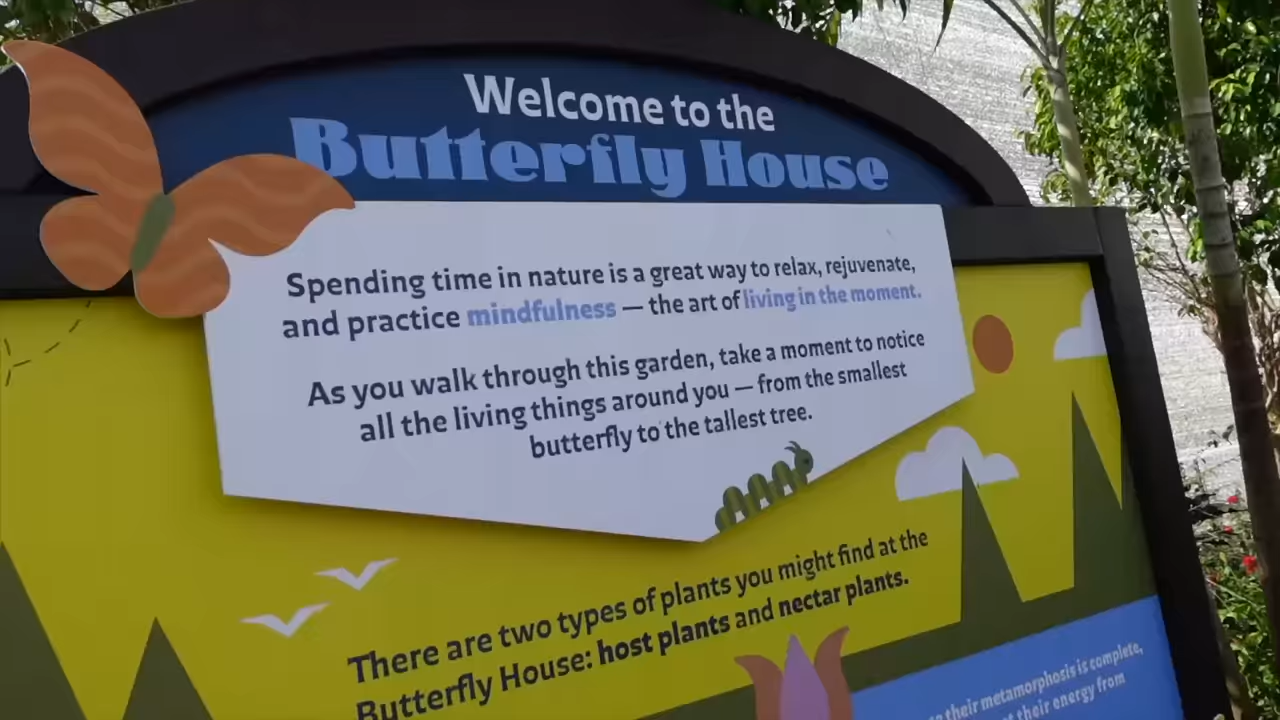 Welcome to the
Butterfly House
Spending time in nature is a great way to relax, rejuvenate,
and practice mindfulness — the art of living in the moment.
As you walk through this garden, take a moment to notice
all the living things around you — from the smallest
butterfly to the tallest tree.
There are two types of plants you might find at the
Butterfly House: host plants and nectar plants.
their metamorphosis is complete,
their energy from